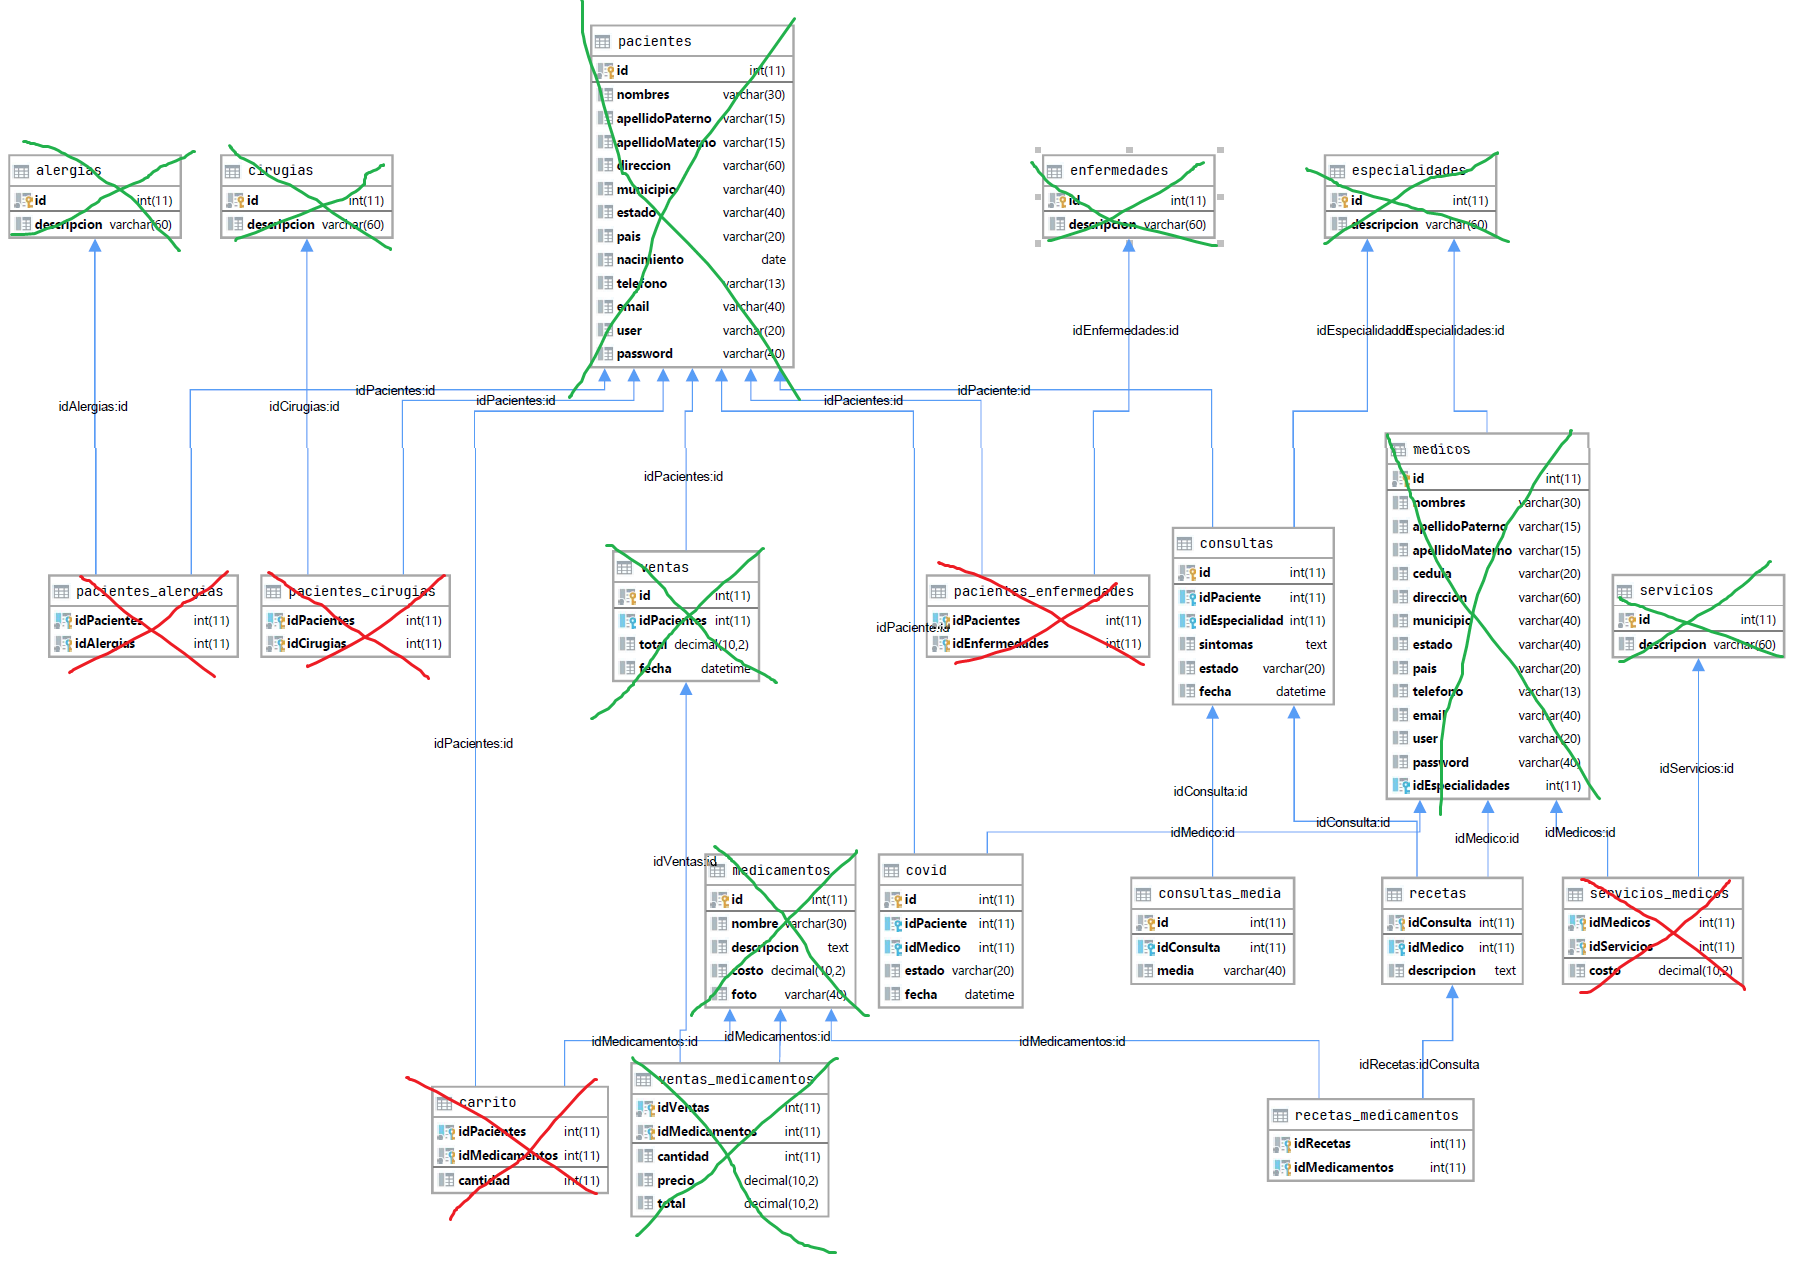 pacientes
id int(11)
nombres varchar(30)
apellidoPaterno varchar(15)
apellidoMaterno varchar(15)
direccion varchar(60)
municipio varchar(40)
estado varchar(40)
pais varchar(20)
nacimiento date
telefono varchar(13)
email varchar(40)
user varchar(20)
password varchar(40)
alergias
id int(11)
descripcion varchar(60)
cirugias
id int(11)
descripcion varchar(60)
enfermedades
id int(11)
descripcion varchar(60)
especialidades
id int(11)
descripcion varchar(60)
idEnfermedades:id
idEspecialidades:id
idEspecialidades:id
idPacientes:id
idPacientes:id
idPacientes:id
idPaciente:id
idAlergias:id
idCirugias:id
idPacientes:id
medicos
id int(11)
nombres varchar(30)
apellidoPaterno varchar(15)
apellidoMaterno varchar(15)
cedula varchar(20)
direccion varchar(60)
municipio varchar(40)
estado varchar(40)
pais varchar(20)
telefono varchar(13)
email varchar(40)
user varchar(20)
password varchar(40)
idEspecialidades int(11)
pacientes_alergias
idPacientes int(11)
idAlergias int(11)
pacientes_cirugias
idPacientes int(11)
idCirugias int(11)
ventas
id int(11)
idPacientes int(11)
total decimal(10,2)
fecha datetime
idPaciente:id
pacientes_enfermedades
idPacientes int(11)
idEnfermedades int(11)
consultas
id int(11)
idPaciente int(11)
idEspecialidad int(11)
sintomas text
estado varchar(20)
fecha datetime
servicios
id int(11)
descripcion varchar(60)
idPacientes:id
idServicios:id
idConsulta:id
idMedico:id
idConsulta:id
idMedico:id
idMedicos:id
idVentas:id
medicamentos
id int(11)
nombre varchar(30)
descripcion text
costo decimal(10,2)
foto varchar(40)
covid
id int(11)
idPaciente int(11)
idMedico int(11)
estado varchar(20)
fecha datetime
consultas_media
id int(11)
idConsulta int(11)
media varchar(40)
recetas
idConsulta int(11)
idMedico int(11)
descripcion text
servicios_medicos
idMedicos int(11)
idServicios int(11)
costo decimal(10,2)
idMedicamentos:id
idMedicamentos:id
idMedicamentos:id
idRecetas:idConsulta
carrito
idPacientes int(11)
idMedicamentos int(11)
cantidad int(11)
ventas_medicamentos
idVentas int(11)
idMedicamentos int(11)
cantidad int(11)
precio decimal(10,2)
total decimal(10,2)
recetas_medicamentos
idRecetas int(11)
idMedicamentos int(11)